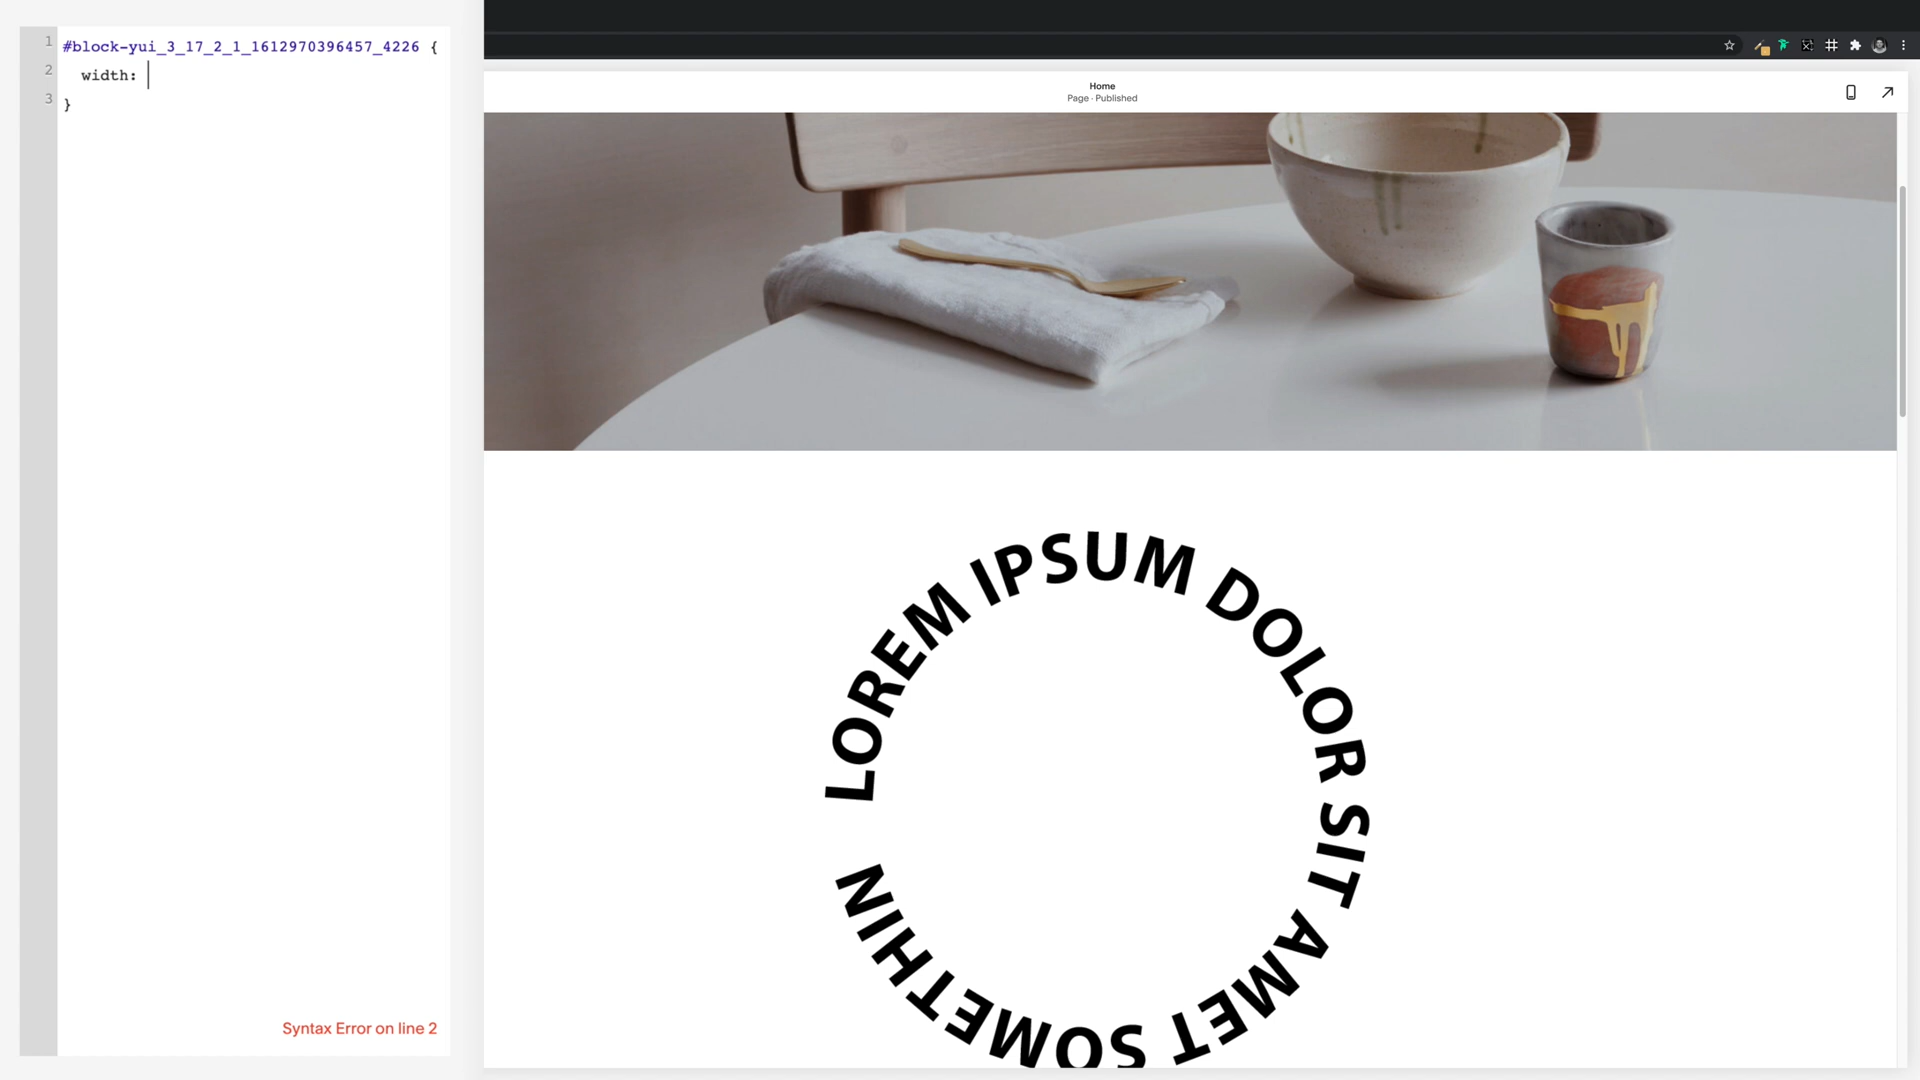 1 #block-yui_3_17_2_1_1612970396457_4226 {
2 width:
3 }
Syntax Error on line 2
Home
Page · Published
LOREM IPSUM DOLOR SIT AMET SOMETHIN